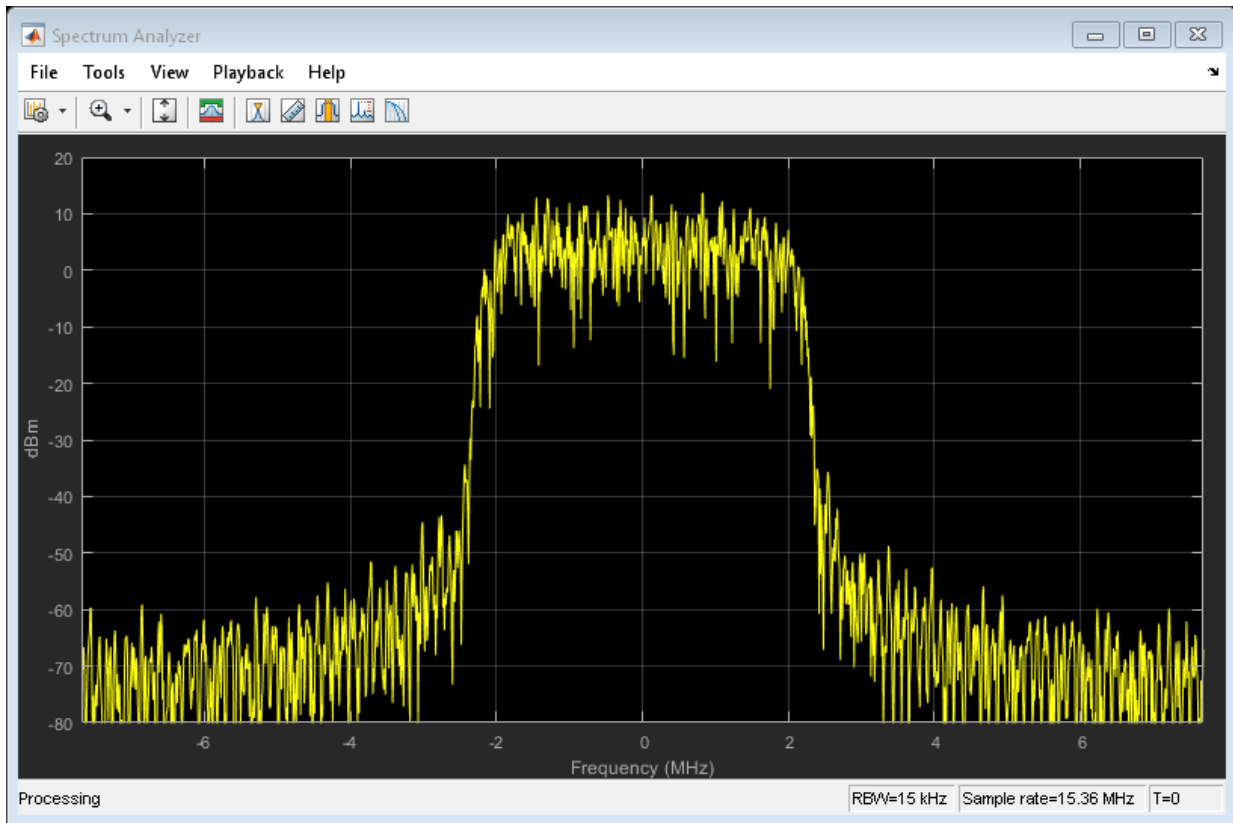 Spectrum Analyzer
File Tools View Playback Help
20
10
0
-10
-20
-30
-40
-50
-60
-70
-80
dBm
-6 -4 -2 0 2 4 6
Frequency (MHz)
Processing RBW=15 kHz Sample rate=15.36 MHz T=0